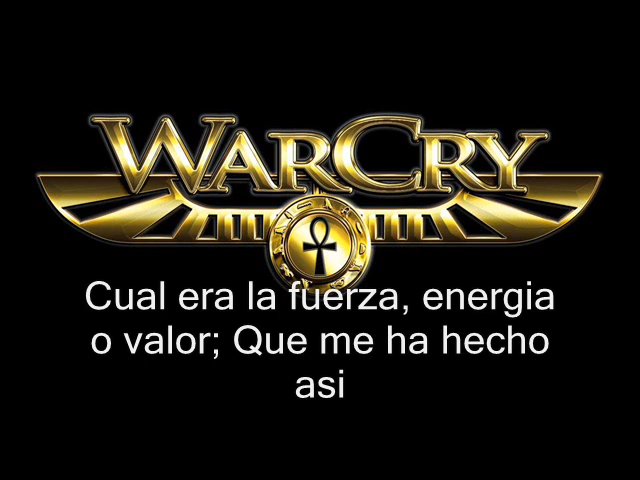 WARCRY
Cual era la fuerza, energia
o valor; Que me ha hecho
asi